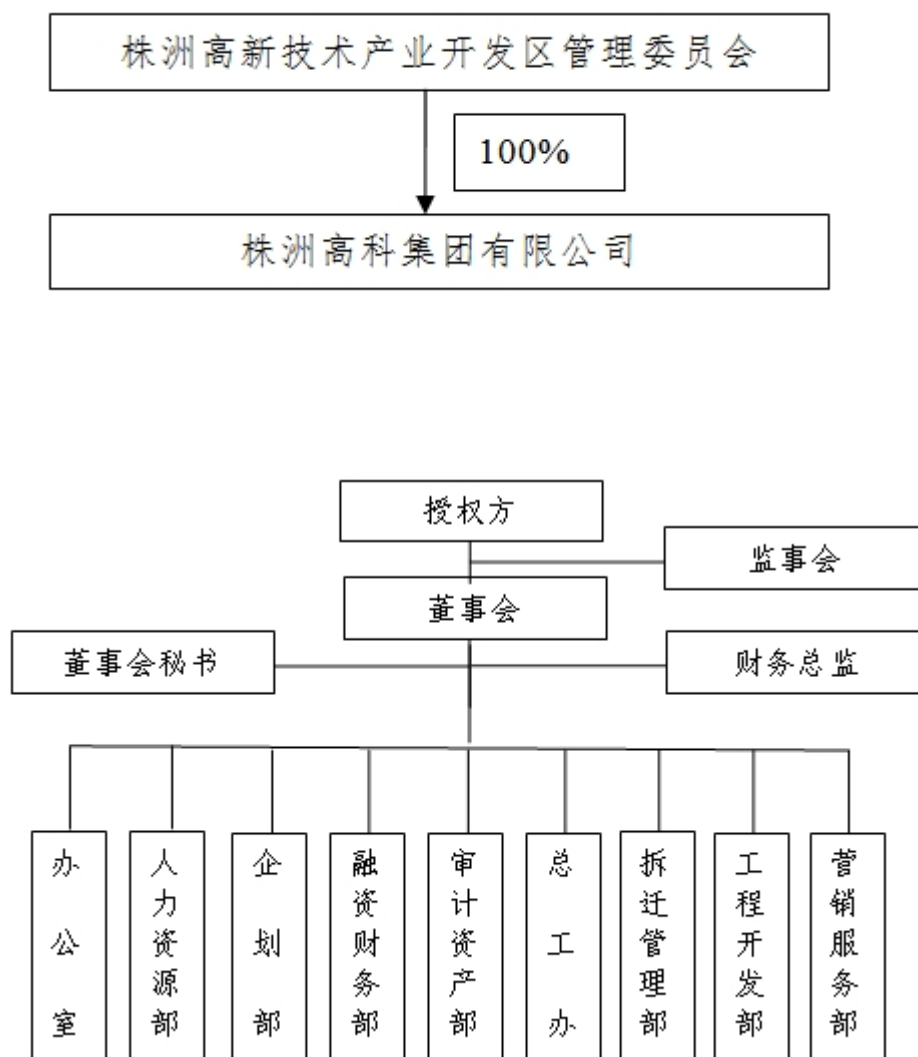 株洲高新技术产业开发区管理委员会
100%
株洲高科集团有限公司
授权方
监事会
董事会
董事会秘书
财务总监
办公室
人力资源部
企划部
融资财务部
审计资产部
总工办
拆迁管理部
工程开发部
营销服务部